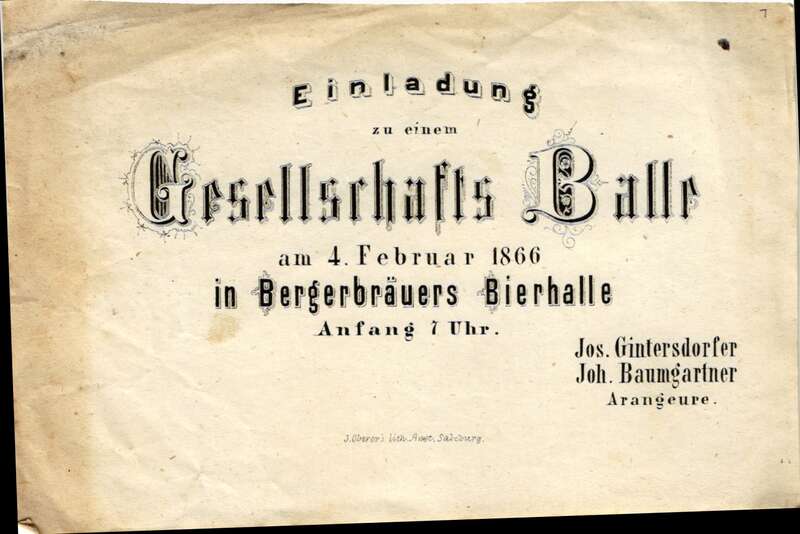 7
Einladung
zu einem
Gesellschafts Balle
am 4. Februar 1866
in Bergerbräuers Bierhalle
Anfang 7 Uhr.
Jos. Gintersdorfer
Joh. Baumgartner
Arangeure.
lith. Anst. Salzburg.